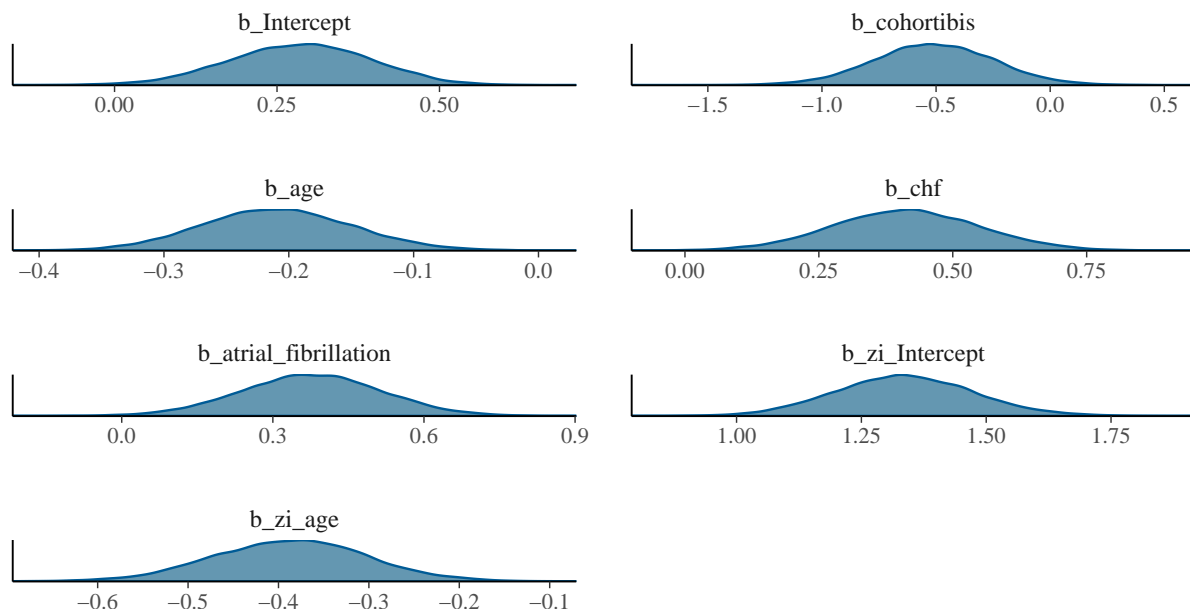 b_Intercept
0.00 0.25 0.50
b_cohortibis
−1.5 −1.0 −0.5 0.0 0.5
b_age
−0.4 −0.3 −0.2 −0.1 0.0
b_chf
0.00 0.25 0.50 0.75
b_atrial_fibrillation
0.0 0.3 0.6 0.9
b_zi_Intercept
1.00 1.25 1.50 1.75
b_zi_age
−0.6 −0.5 −0.4 −0.3 −0.2 −0.1